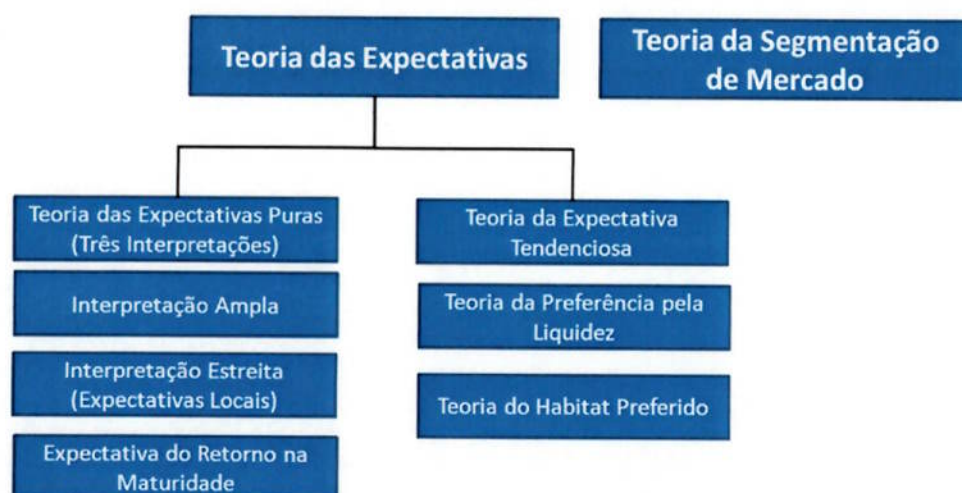 Teoria das Expectativas
Teoria da Segmentação
de Mercado
Teoria das Expectativas Puras
(Três Interpretações)
Interpretação Ampla
Interpretação Estreita
(Expectativas Locais)
Expectativa do Retorno na
Maturidade
Teoria da Expectativa
Tendenciosa
Teoria da Preferência pela
Liquidez
Teoria do Habitat Preferido